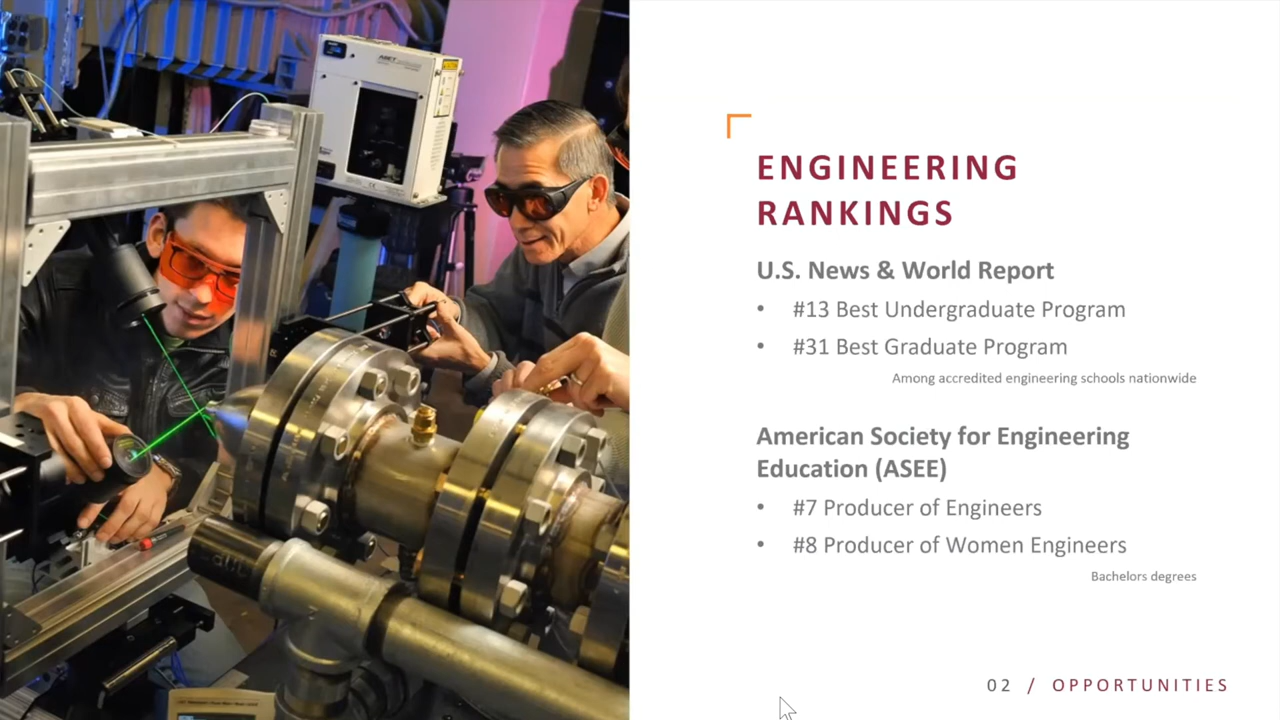 ENGINEERING
RANKINGS
U.S. News & World Report
• #13 Best Undergraduate Program
• #31 Best Graduate Program
Among accredited engineering schools nationwide
American Society for Engineering
Education (ASEE)
• #7 Producer of Engineers
• #8 Producer of Women Engineers
Bachelors degrees
02 / OPPORTUNITIES